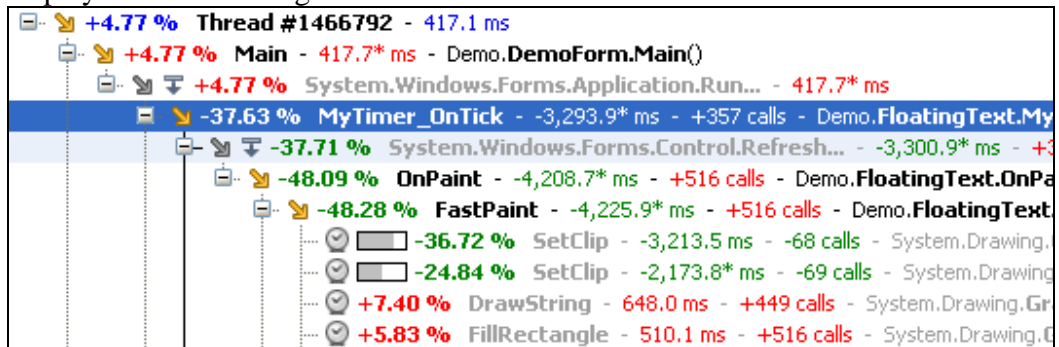 +4.77 % Thread #1466792 - 417.1 ms
+4.77 % Main - 417.7* ms - Demo.DemoForm.Main()
+4.77 % System.Windows.Forms.Application.Run... - 417.7* ms
-37.63 % MyTimer_OnTick - -3,293.9* ms - +357 calls - Demo.FloatingText.My
-37.71 % System.Windows.Forms.Control.Refresh... - -3,300.9* ms -
-48.09 % OnPaint - -4,208.7* ms - +516 calls - Demo.FloatingText.OnPa
-48.28 % FastPaint - -4,225.9* ms - +516 calls - Demo.FloatingText.
-36.72 % SetClip - -3,213.5 ms - -68 calls - System.Drawing.
-24.84 % SetClip - -2,173.8* ms - -69 calls - System.Drawing
+7.40 % DrawString - 648.0 ms - +449 calls - System.Drawing.Gr
+5.83 % FillRectangle - 510.1 ms - +516 calls - System.Drawing.